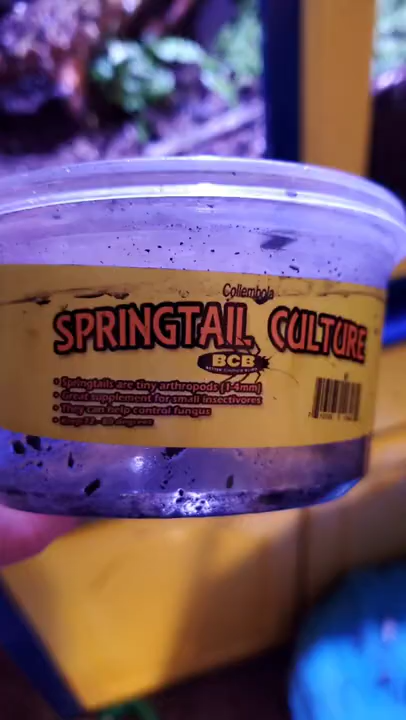 Collembola
SPRINGTAIL CULTURE
BCB
• Springtails are tiny arthropods (1-4mm)
• Great supplement for small insectivores
• They can help control fungus
degrees